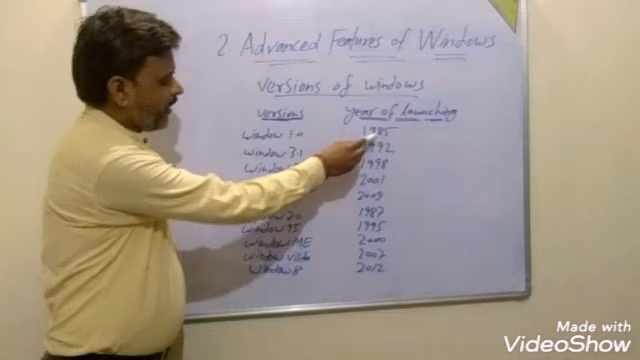 2. Advanced Features of Windows
Versions of windows
versions year of launching
window 1.0 1985
window 3.1 1992
window 1998
2001
2009
window 2.0 1987
window 95 1995
window ME 2000
window vista 2007
window 8 2012
Made with
VideoShow